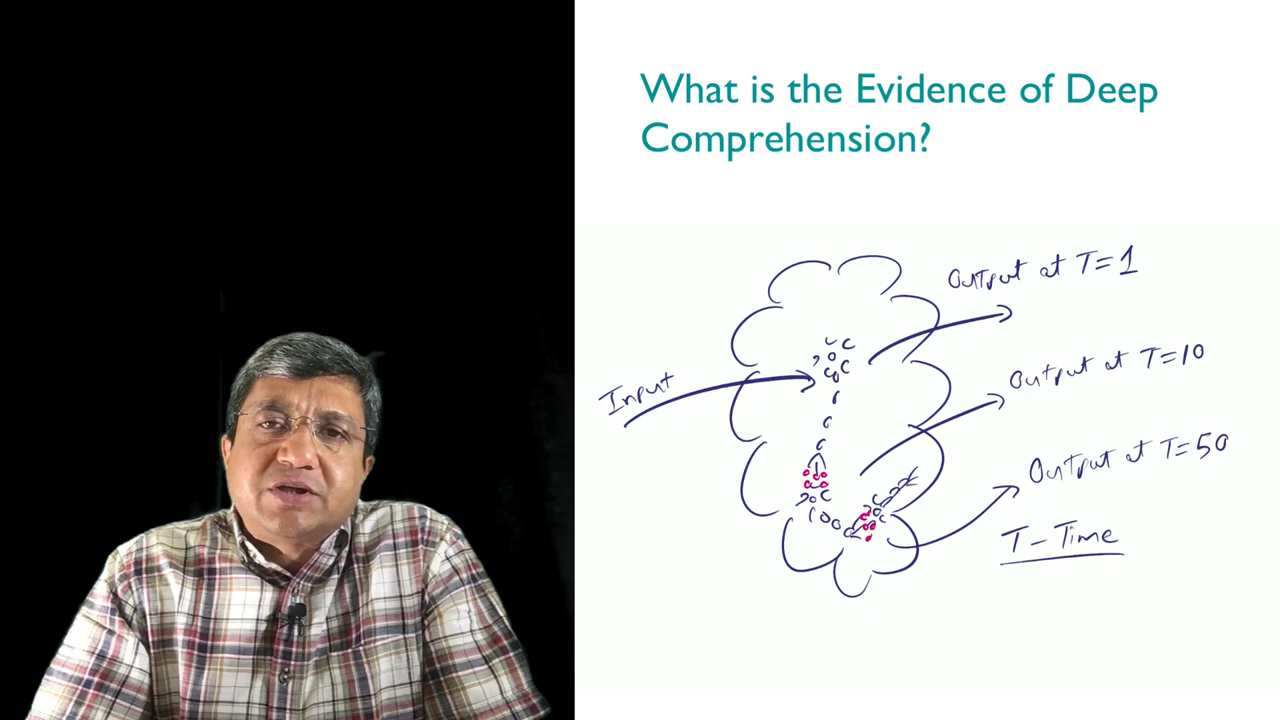 What is the Evidence of Deep
Comprehension?
Output at T=1
Output at T=10
Input
Output at T=50
T-Time